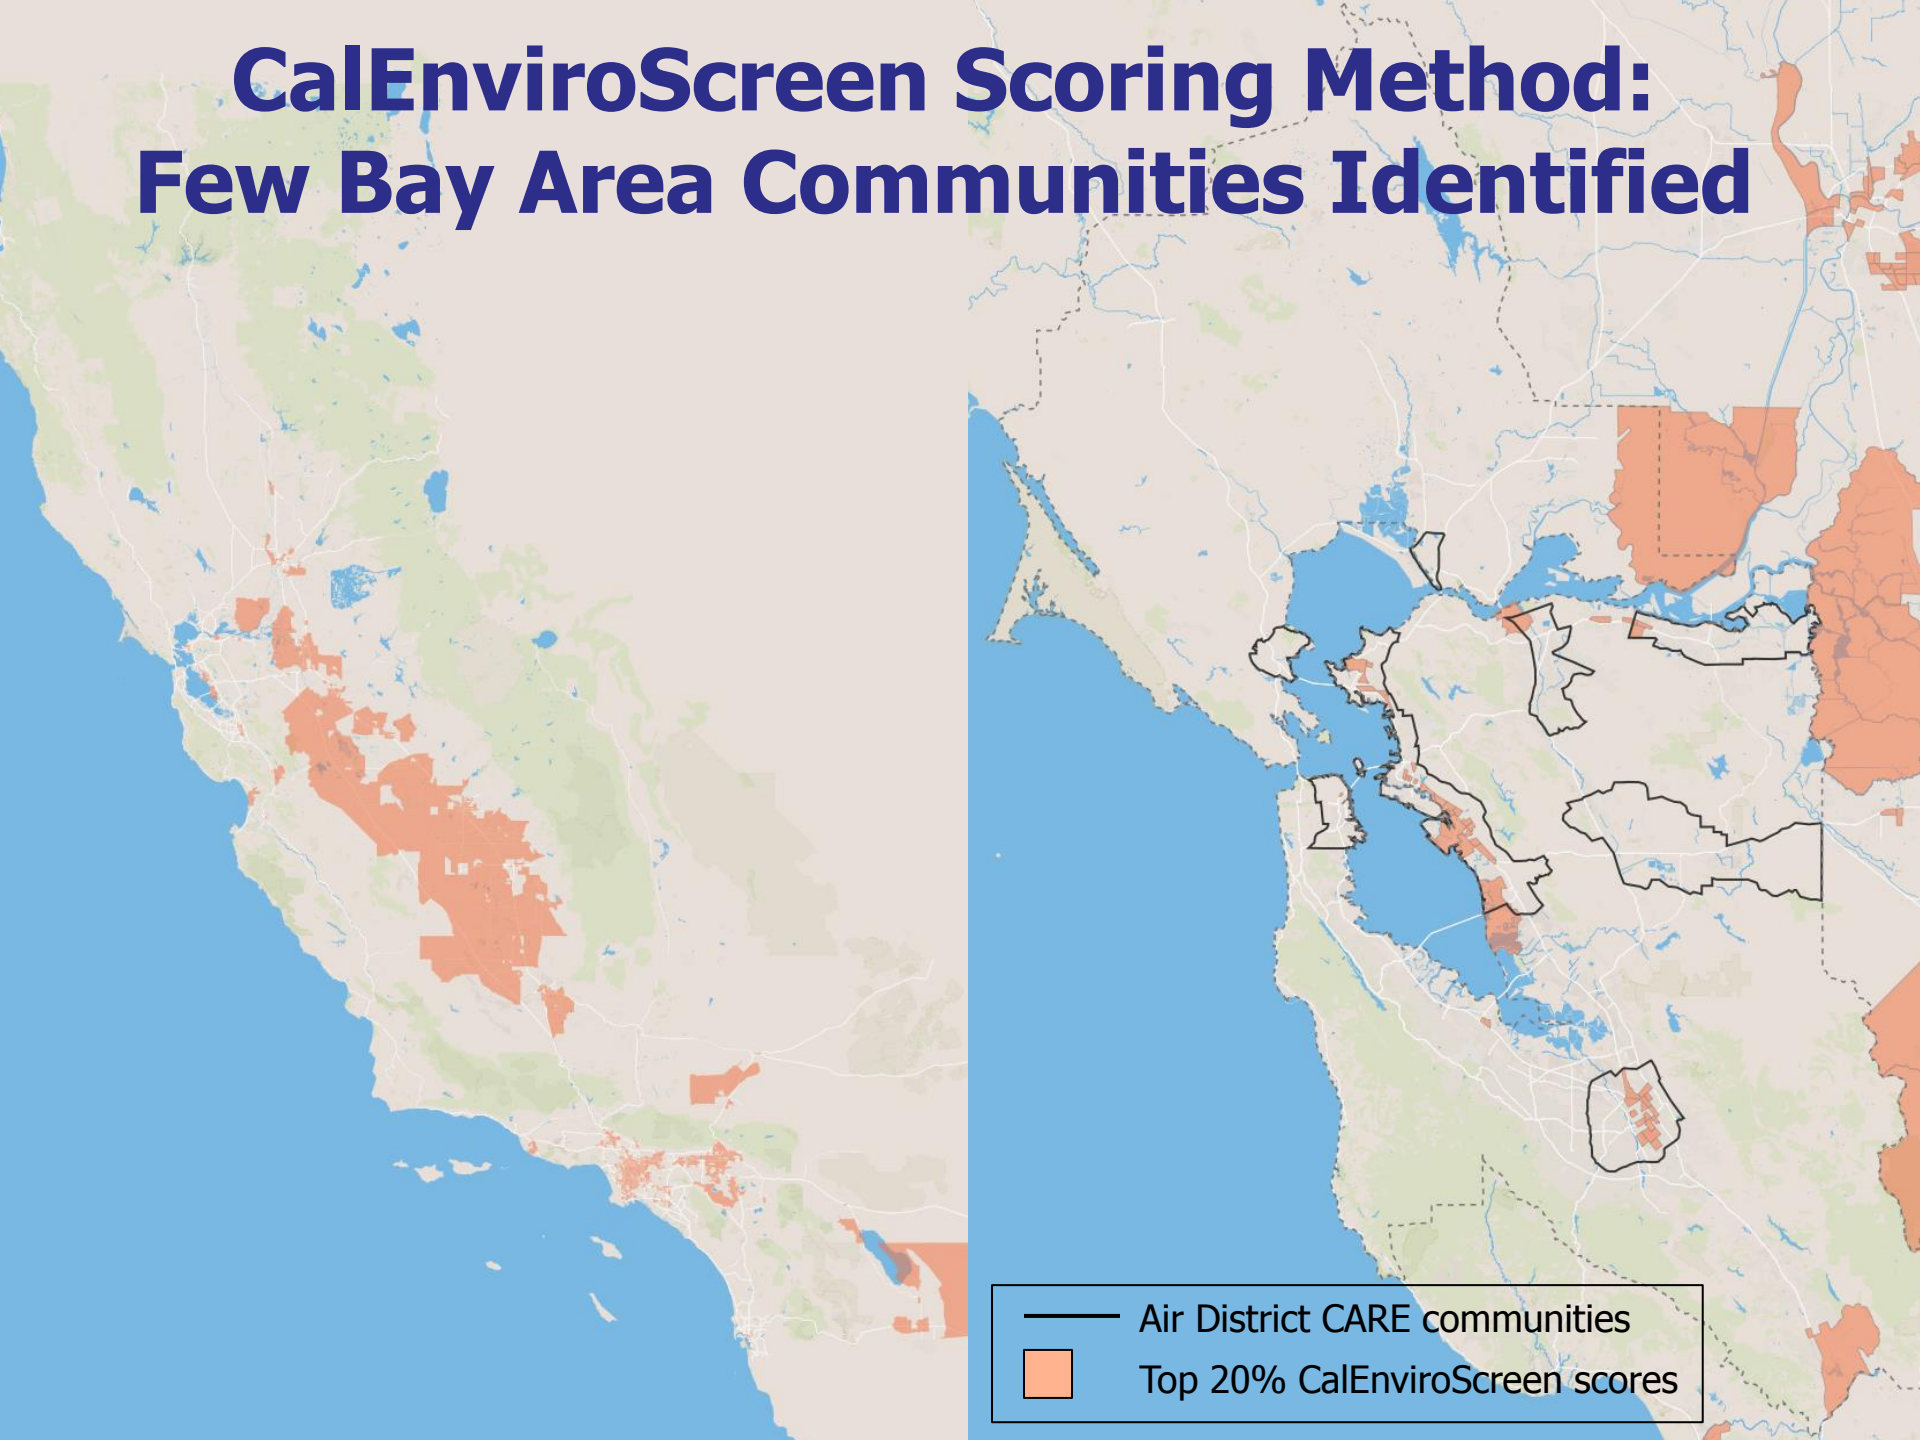 CalEnviroScreen Scoring Method:
Few Bay Area Communities Identified
Air District CARE communities
Top 20% CalEnviroScreen scores